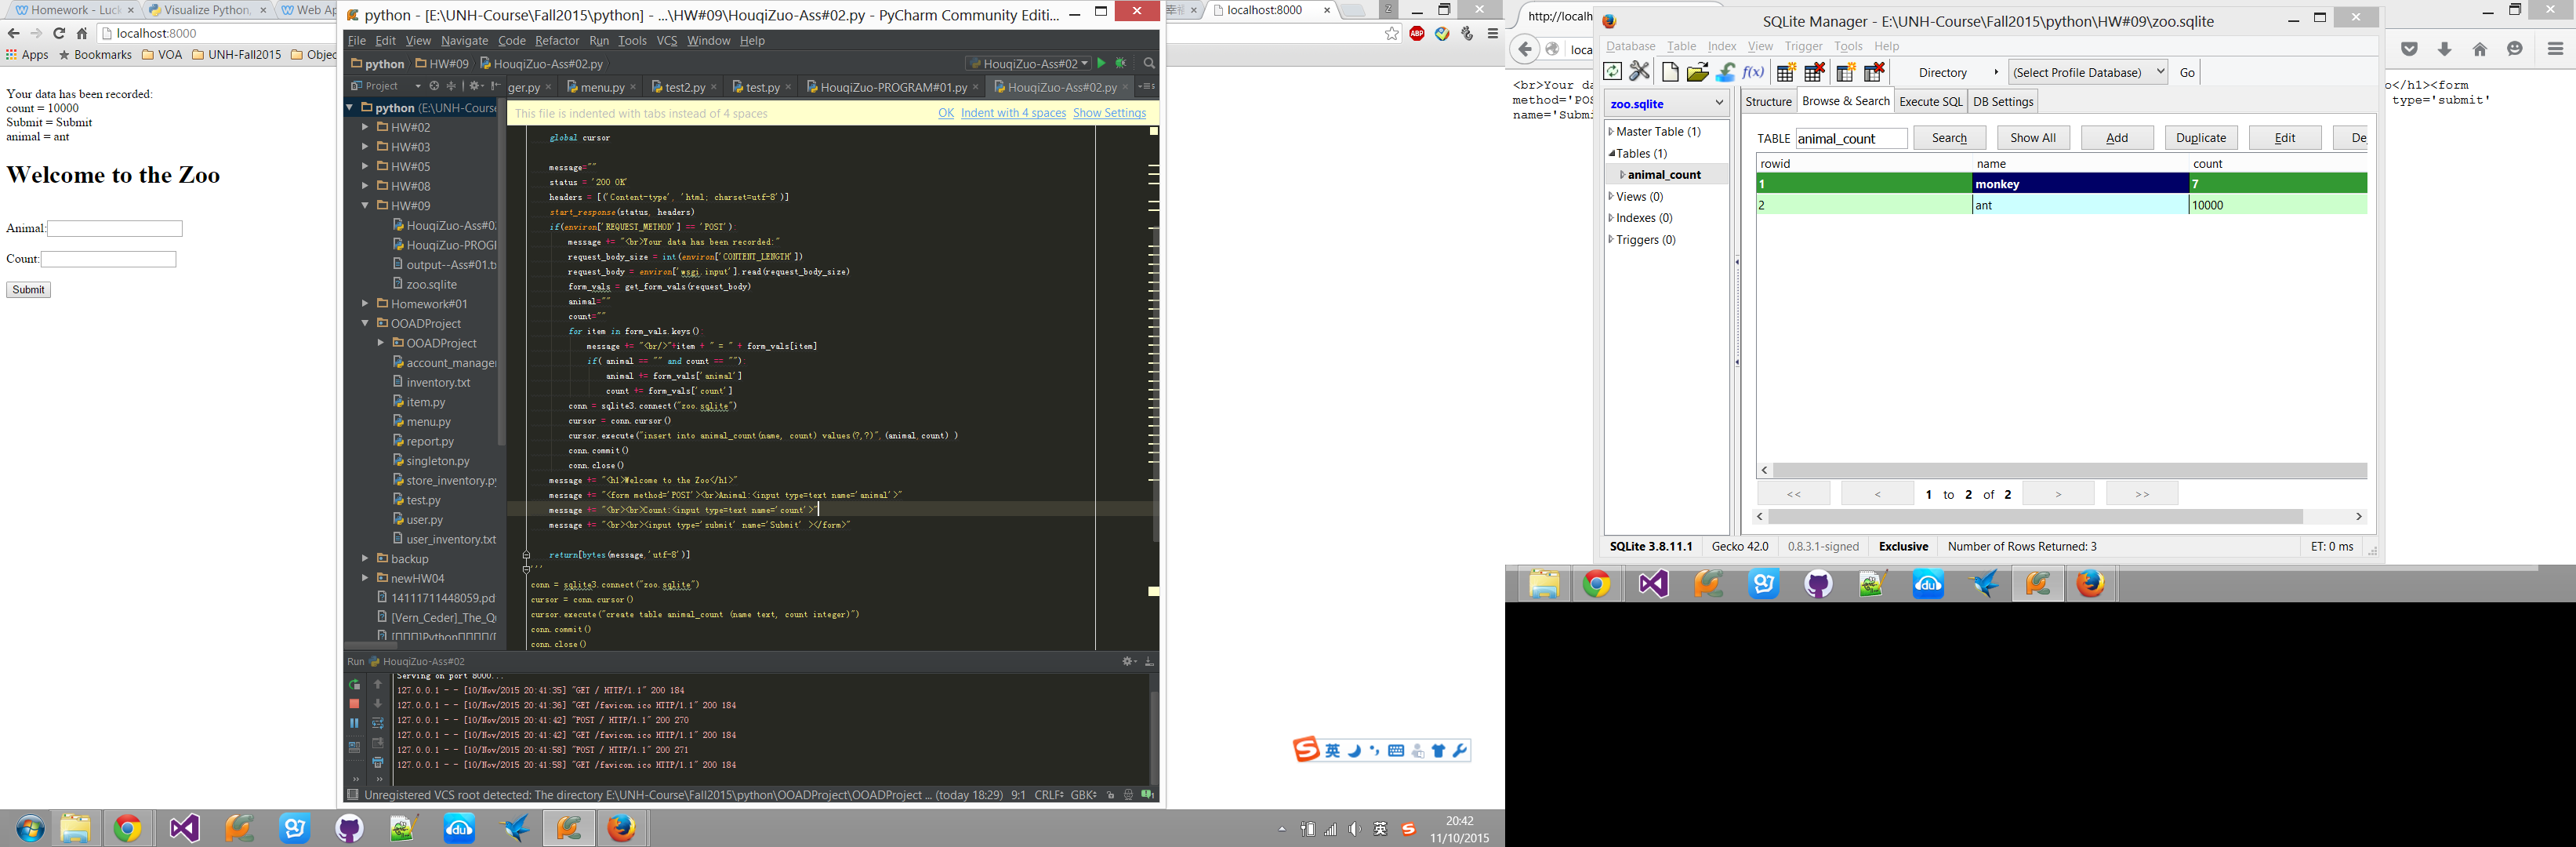 Homework - Luck
Visualize Python,
Web Ap
localhost:8000
Apps
Bookmarks
VOA
UNH-Fall2015
Objec
Your data has been recorded:
count = 10000
Submit = Submit
animal = ant
Welcome to the Zoo
Animal:
Count:
Submit
python - [E:\UNH-Course\Fall2015\python] - ...\HW#09\HouqiZuo-Ass#02.py - PyCharm Community Editi...
File Edit View Navigate Code Refactor Run Tools VCS Window Help
python HW#09 HouqiZuo-Ass#02.py
HouqiZuo-Ass#02
Project
ger.py menu.py test2.py test.py HouqiZuo-PROGRAM#01.py HouqiZuo-Ass#02.py
python (E:\UNH-Course
HW#02
HW#03
HW#05
HW#08
HW#09
HouqiZuo-Ass#0
HouqiZuo-PROGI
output--Ass#01.tx
zoo.sqlite
Homework#01
OOADProject
OOADProject
account_manager
inventory.txt
item.py
menu.py
report.py
singleton.py
store_inventory.py
test.py
user.py
user_inventory.txt
backup
newHW04
14111711448059.pd
[Vern_Ceder]_The_Q
This file is indented with tabs instead of 4 spaces
OK Indent with 4 spaces Show Settings
global cursor
message=""
status = '200 OK'
headers = [('Content-type', 'html; charset=utf-8')]
start_response(status, headers)
if(environ['REQUEST_METHOD'] == 'POST'):
message += "<br>Your data has been recorded:"
request_body_size = int(environ['CONTENT_LENGTH'])
request_body = environ['wsgi.input'].read(request_body_size)
form_vals = get_form_vals(request_body)
animal=""
count=""
for item in form_vals.keys():
message += "<br/>"+item + " = " + form_vals[item]
if( animal == "" and count == ""):
animal += form_vals['animal']
count += form_vals['count']
conn = sqlite3.connect("zoo.sqlite")
cursor = conn.cursor()
cursor.execute("insert into animal_count(name, count) values(?,?)",(animal,count) )
conn.commit()
conn.close()
message += "<h1>Welcome to the Zoo</h1>"
message += "<form method='POST'><br>Animal:<input type=text name='animal'>"
message += "<br><br>Count:<input type=text name='count'>"
message += "<br><br><input type='submit' name='Submit' ></form>"
return[bytes(message,'utf-8')]
'''
conn = sqlite3.connect("zoo.sqlite")
cursor = conn.cursor()
cursor.execute("create table animal_count (name text, count integer)")
conn.commit()
conn.close()
Run HouqiZuo-Ass#02
Serving on port 8000...
127.0.0.1 - - [10/Nov/2015 20:41:35] "GET / HTTP/1.1" 200 184
127.0.0.1 - - [10/Nov/2015 20:41:36] "GET /favicon.ico HTTP/1.1" 200 184
127.0.0.1 - - [10/Nov/2015 20:41:42] "POST / HTTP/1.1" 200 270
127.0.0.1 - - [10/Nov/2015 20:41:42] "GET /favicon.ico HTTP/1.1" 200 184
127.0.0.1 - - [10/Nov/2015 20:41:58] "POST / HTTP/1.1" 200 271
127.0.0.1 - - [10/Nov/2015 20:41:58] "GET /favicon.ico HTTP/1.1" 200 184
Unregistered VCS root detected: The directory E:\UNH-Course\Fall2015\python\OOADProject\OOADProject ... (today 18:29) 9:1 CRLF GBK
localhost:8000
ABP
英
英
20:42
11/10/2015
http://localh
loca
<br>Your da
method='POS
name='Submi
o</h1><form
type='submit'
SQLite Manager - E:\UNH-Course\Fall2015\python\HW#09\zoo.sqlite
Database Table Index View Trigger Tools Help
f(x)
Directory (Select Profile Database) Go
zoo.sqlite
Structure Browse & Search Execute SQL DB Settings
Master Table (1)
Tables (1)
animal_count
Views (0)
Indexes (0)
Triggers (0)
TABLE animal_count Search Show All Add Duplicate Edit De
rowid name count
1 monkey 7
2 ant 10000
<< < 1 to 2 of 2 > >>
SQLite 3.8.11.1 Gecko 42.0 0.8.3.1-signed Exclusive Number of Rows Returned: 3 ET: 0 ms
du
du